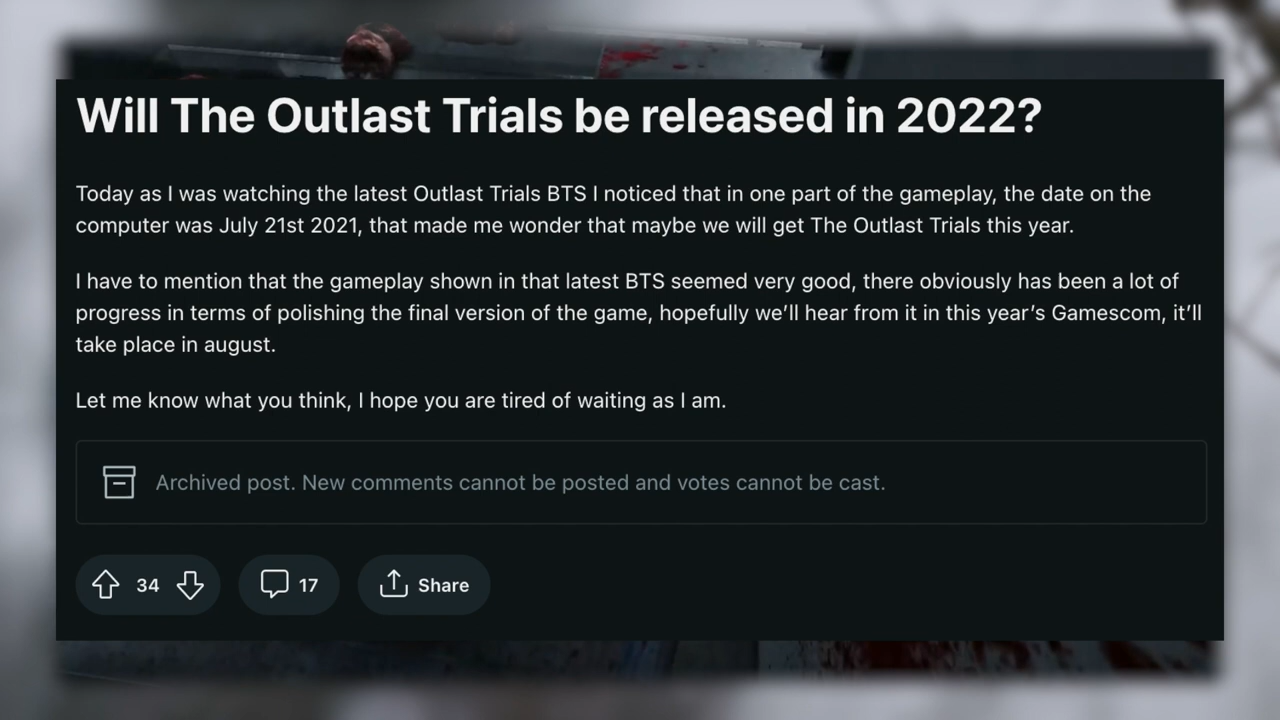 Will The Outlast Trials be released in 2022?
Today as I was watching the latest Outlast Trials BTS I noticed that in one part of the gameplay, the date on the
computer was July 21st 2021, that made me wonder that maybe we will get The Outlast Trials this year.
I have to mention that the gameplay shown in that latest BTS seemed very good, there obviously has been a lot of
progress in terms of polishing the final version of the game, hopefully we’ll hear from it in this year’s Gamescom, it’ll
take place in august.
Let me know what you think, I hope you are tired of waiting as I am.
Archived post. New comments cannot be posted and votes cannot be cast.
34 17 Share